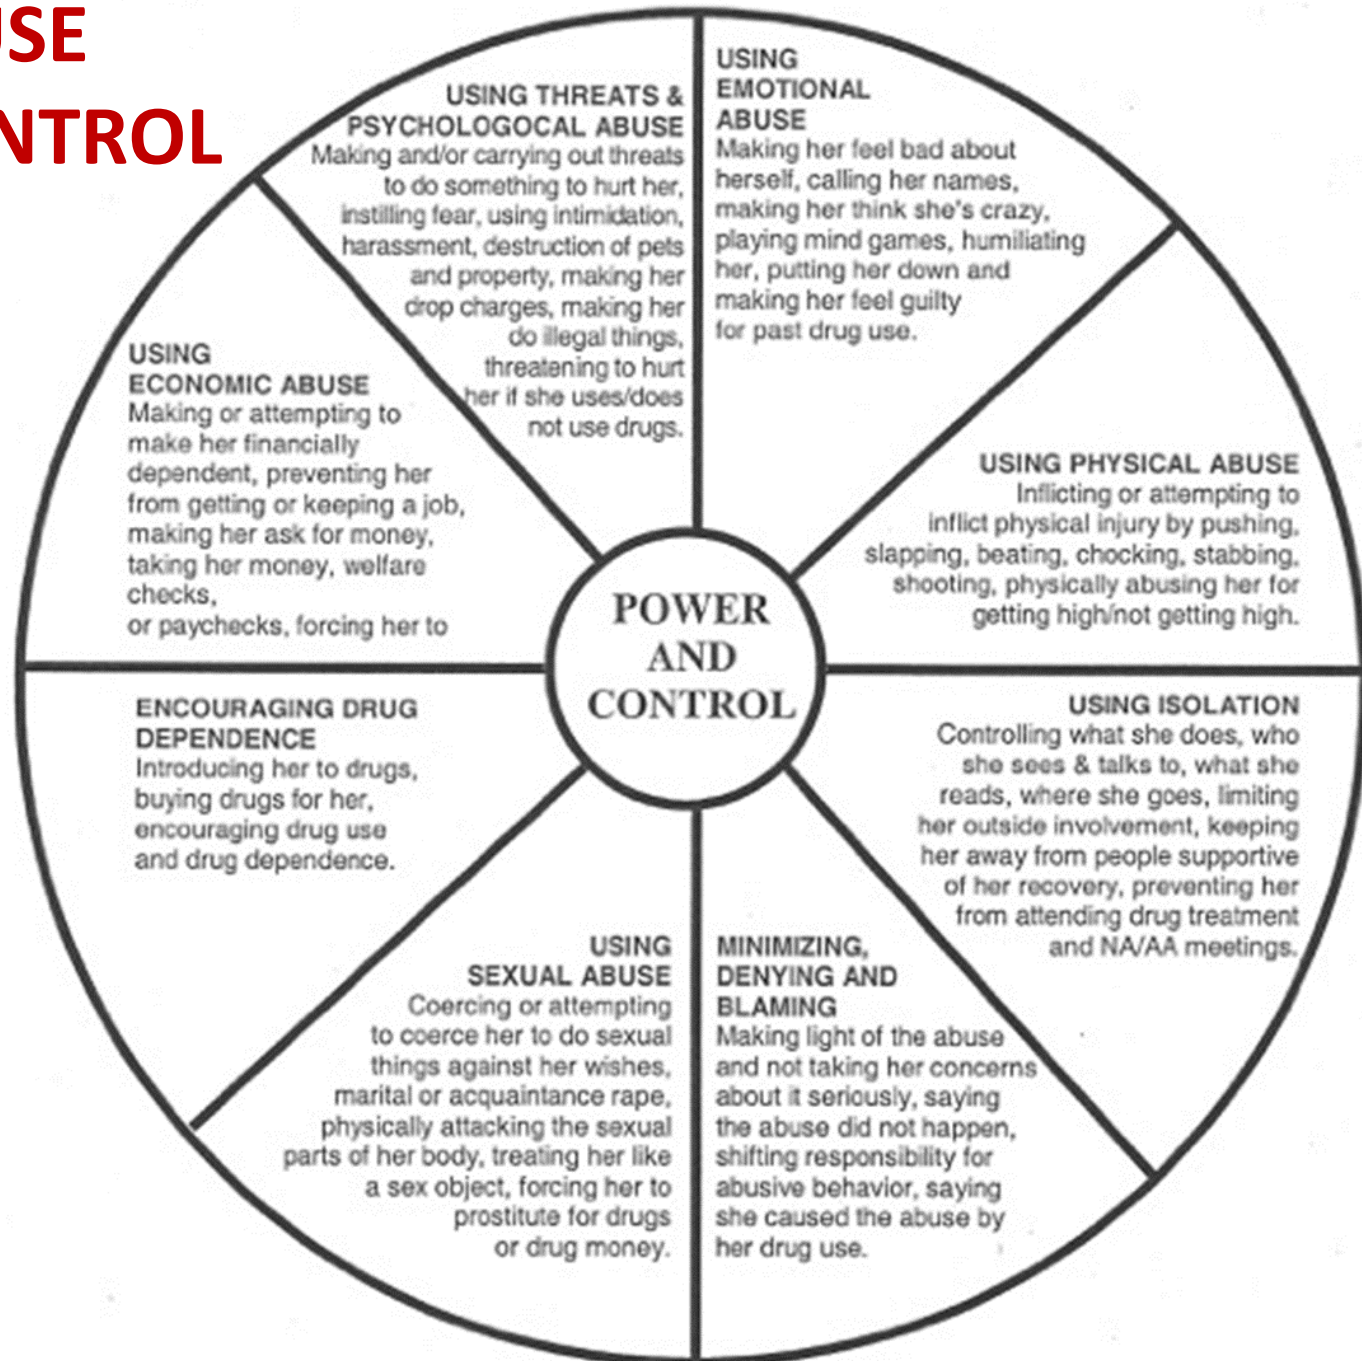 USE
NTROL
USING THREATS &
PSYCHOLOGOCAL ABUSE
Making and/or carrying out threats
to do something to hurt her,
instilling fear, using intimidation,
harassment, destruction of pets
and property, making her
drop charges, making her
do illegal things,
threatening to hurt
her if she uses/does
not use drugs.
USING
EMOTIONAL
ABUSE
Making her feel bad about
herself, calling her names,
making her think she's crazy,
playing mind games, humiliating
her, putting her down and
making her feel guilty
for past drug use.
USING PHYSICAL ABUSE
Inflicting or attempting to
inflict physical injury by pushing,
slapping, beating, chocking, stabbing,
shooting, physically abusing her for
getting high/not getting high.
USING ISOLATION
Controlling what she does, who
she sees & talks to, what she
reads, where she goes, limiting
her outside involvement, keeping
her away from people supportive
of her recovery, preventing her
from attending drug treatment
and NA/AA meetings.
MINIMIZING,
DENYING AND
BLAMING
Making light of the abuse
and not taking her concerns
about it seriously, saying
the abuse did not happen,
shifting responsibility for
abusive behavior, saying
she caused the abuse by
her drug use.
USING
SEXUAL ABUSE
Coercing or attempting
to coerce her to do sexual
things against her wishes,
marital or acquaintance rape,
physically attacking the sexual
parts of her body, treating her like
a sex object, forcing her to
prostitute for drugs
or drug money.
ENCOURAGING DRUG
DEPENDENCE
Introducing her to drugs,
buying drugs for her,
encouraging drug use
and drug dependence.
USING
ECONOMIC ABUSE
Making or attempting to
make her financially
dependent, preventing her
from getting or keeping a job,
making her ask for money,
taking her money, welfare
checks,
or paychecks, forcing her to
POWER
AND
CONTROL